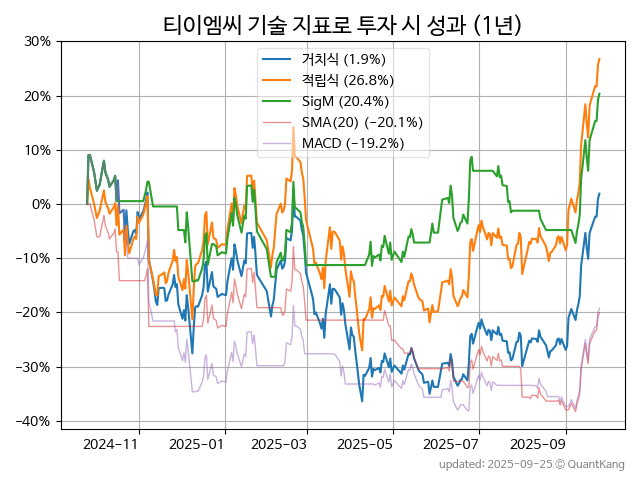 티이엠씨 기술 지표로 투자 시 성과 (1년)
30%
20%
10%
0%
−10%
−20%
−30%
−40%
거치식 (1.9%)
적립식 (26.8%)
SigM (20.4%)
SMA(20) (−20.1%)
MACD (−19.2%)
2024-11
2025-01
2025-03
2025-05
2025-07
2025-09
updated: 2025-09-25 © QuantKang